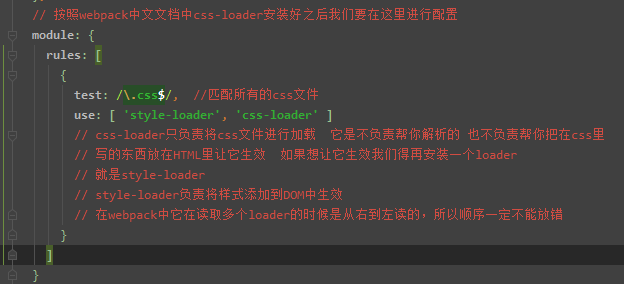 // 按照webpack中文文档中css-loader安装好之后我们要在这里进行配置
module: {
rules: [
{
test: /\.css$/,  //匹配所有的css文件
use: [ 'style-loader', 'css-loader' ]
// css-loader只负责将css文件进行加载  它是不负责帮你解析的 也不负责帮你把在css里
// 写的东西放在HTML里让它生效  如果想让它生效我们得再安装一个loader
// 就是style-loader
// style-loader负责将样式添加到DOM中生效
// 在webpack中它在读取多个loader的时候是从右到左读的，所以顺序一定不能放错
}
]
}